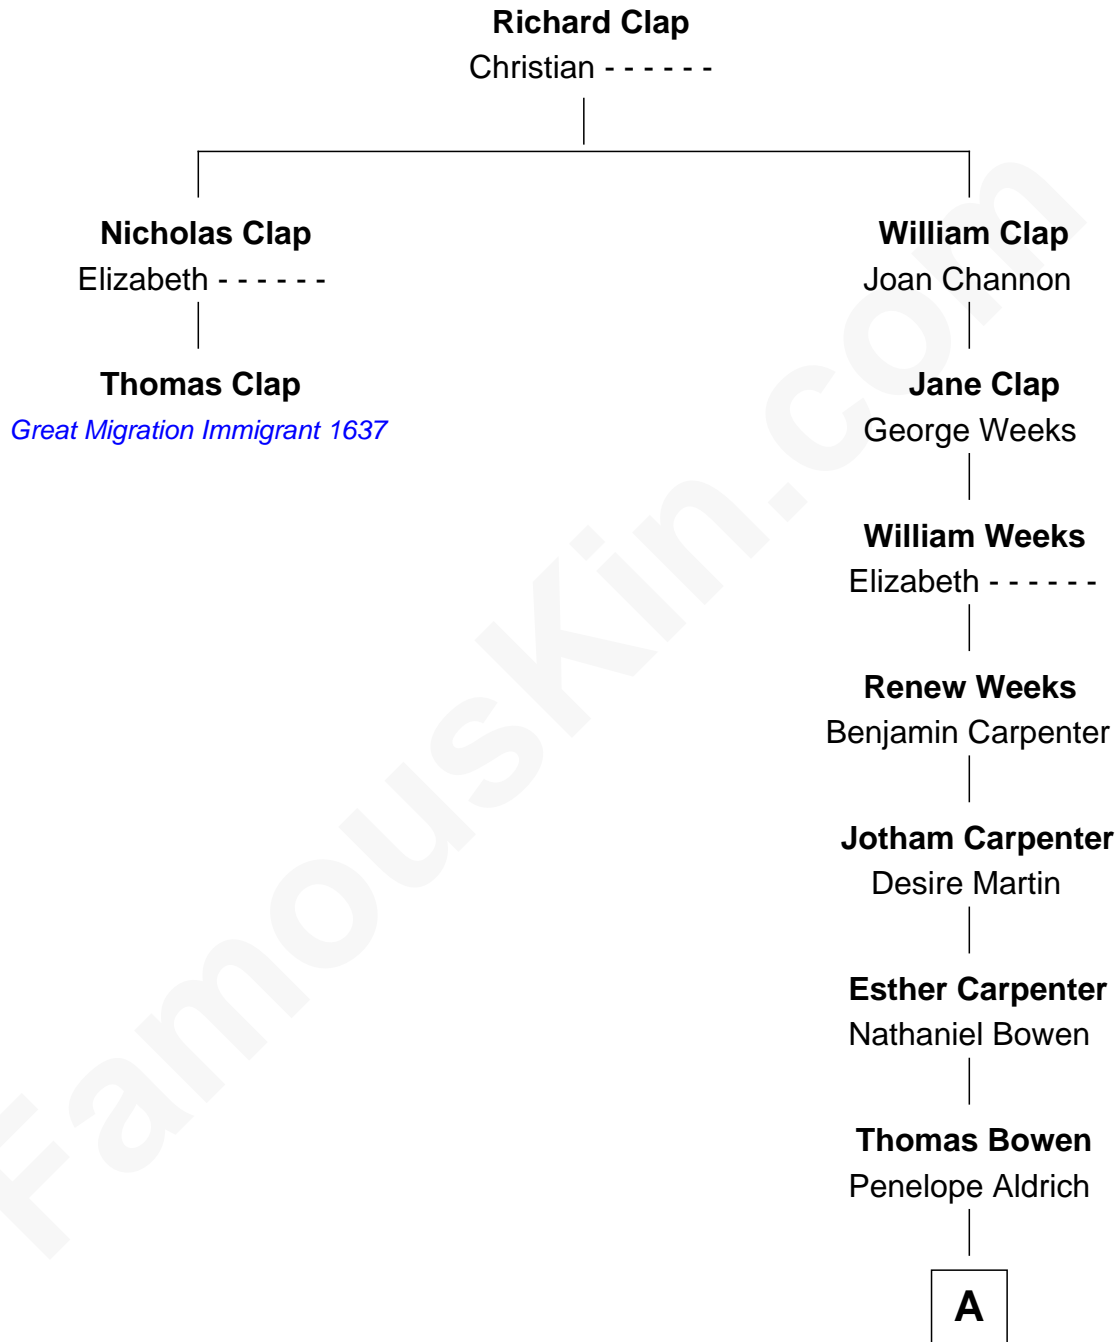 Richard Clap
Christian - - - - - -
Nicholas Clap
Elizabeth - - - - - -
Thomas Clap
Great Migration Immigrant 1637
William Clap
Joan Channon
Jane Clap
George Weeks
William Weeks
Elizabeth - - - - - -
Renew Weeks
Benjamin Carpenter
Jotham Carpenter
Desire Martin
Esther Carpenter
Nathaniel Bowen
Thomas Bowen
Penelope Aldrich
A
FamousKin.com